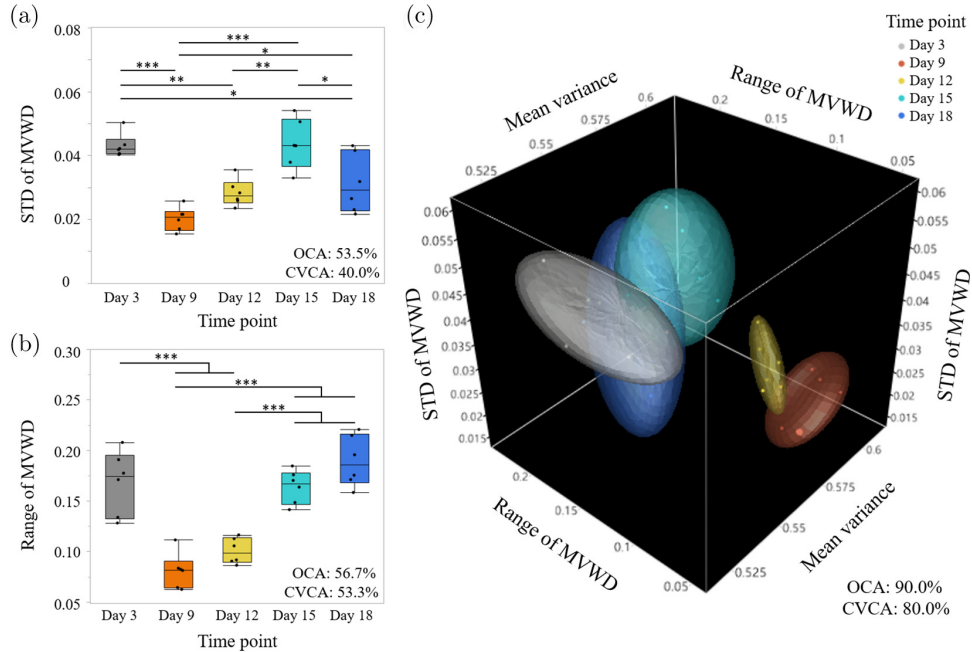 (a)
STD of MVWD
0.08
0.06
0.04
0.02
0
***
*
*** **
** *
*
OCA: 53.5%
CVCA: 40.0%
Day 3 Day 9 Day 12 Day 15 Day 18
Time point
(b)
Range of MVWD
0.30
0.25
0.20
0.15
0.10
0.05
***
***
***
OCA: 56.7%
CVCA: 53.3%
Day 3 Day 9 Day 12 Day 15 Day 18
Time point
(c)
Time point
Day 3
Day 9
Day 12
Day 15
Day 18
Mean variance
0.525
0.55
0.575
0.6
Range of MVWD
0.2
0.15
0.1
0.05
STD of MVWD
0.06
0.055
0.05
0.045
0.04
0.035
0.03
0.025
0.02
0.015
STD of MVWD
0.06
0.055
0.05
0.045
0.04
0.035
0.03
0.025
0.02
0.015
Range of MVWD
0.2
0.15
0.1
0.05
Mean variance
0.525
0.55
0.575
0.6
OCA: 90.0%
CVCA: 80.0%